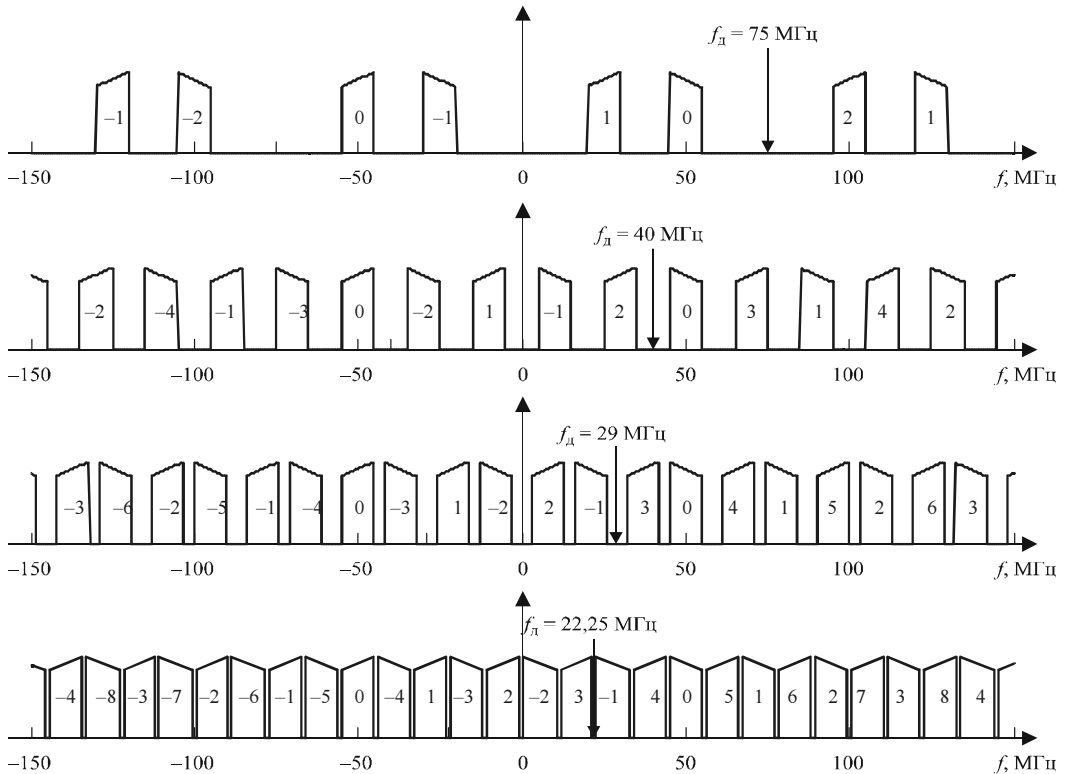 fд = 75 МГц
–1 –2 0 –1 1 0 2 1
–150 –100 –50 0 50 100 f, МГц
fд = 40 МГц
–2 –4 –1 –3 0 –2 1 –1 2 0 3 1 4 2
–150 –100 –50 0 50 100 f, МГц
fд = 29 МГц
–3 –6 –2 –5 –1 –4 0 –3 1 –2 2 –1 3 0 4 1 5 2 6 3
–150 –100 –50 0 50 100 f, МГц
fд = 22,25 МГц
–4 –8 –3 –7 –2 –6 –1 –5 0 –4 1 –3 2 –2 3 –1 4 0 5 1 6 2 7 3 8 4
–150 –100 –50 0 50 100 f, МГц